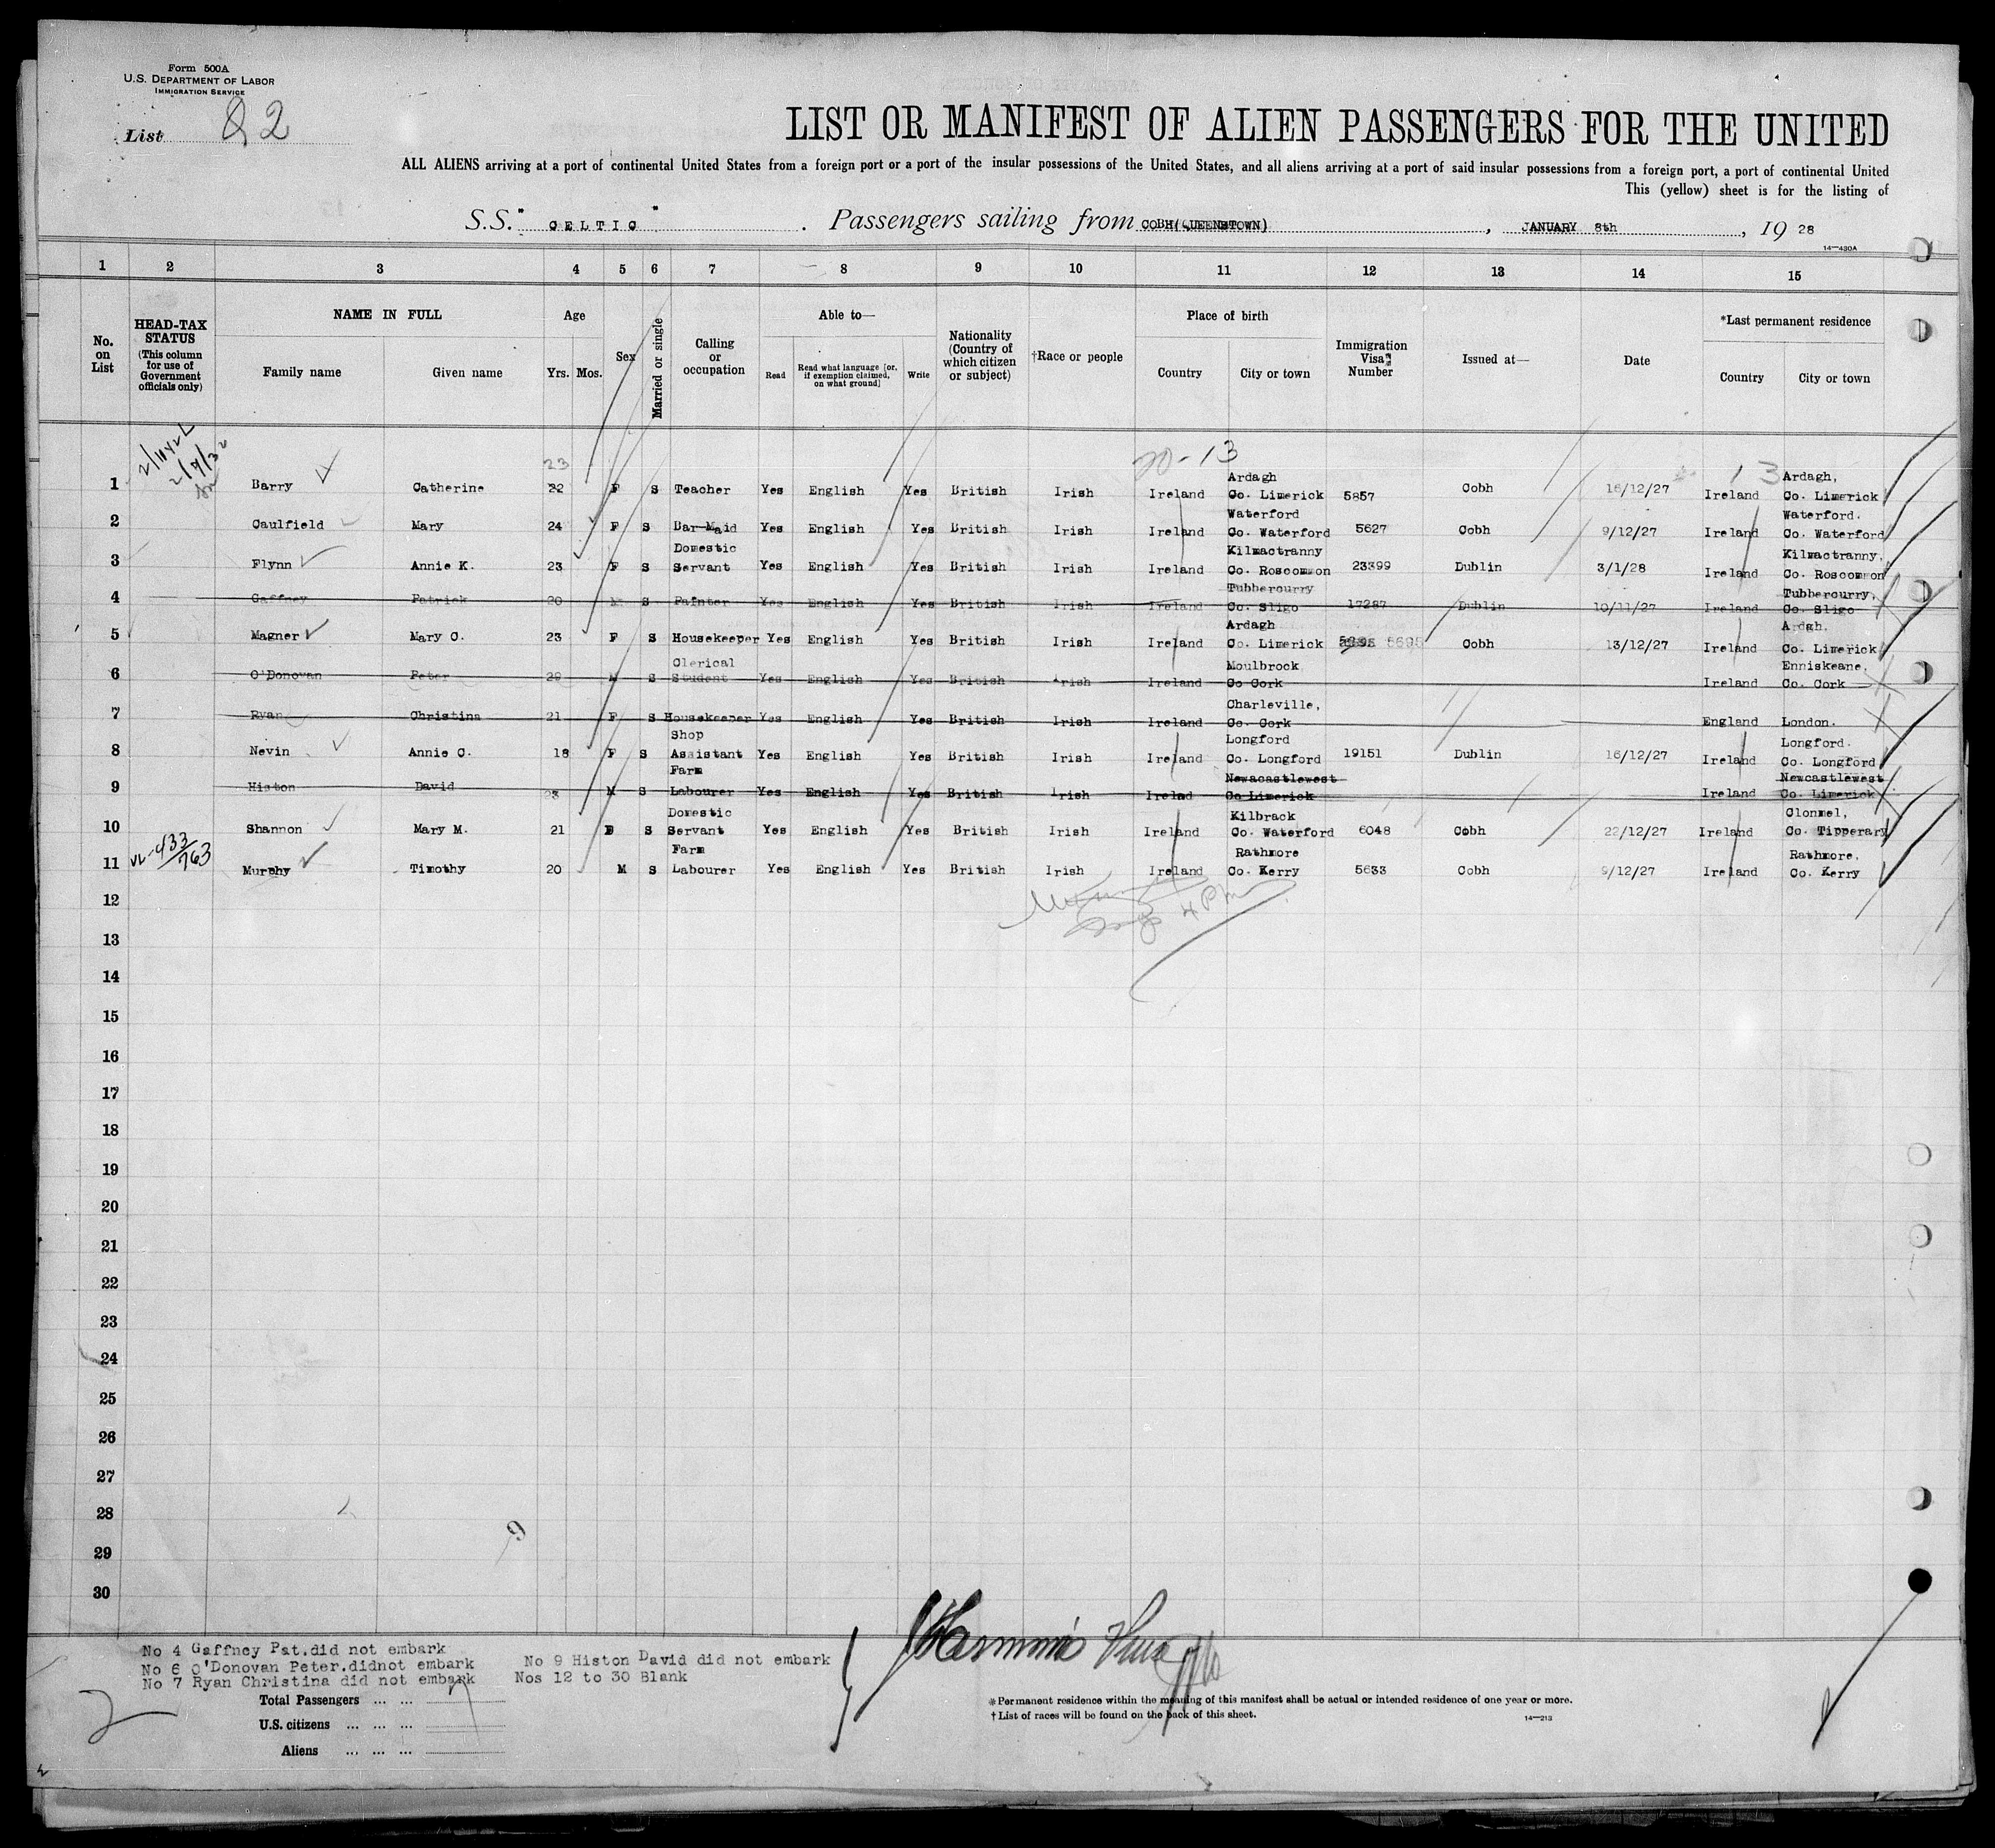 Form 500A
U.S. DEPARTMENT OF LABOR
IMMIGRATION SERVICE
List 82
LIST OR MANIFEST OF ALIEN PASSENGERS FOR THE UNITED
ALL ALIENS arriving at a port of continental United States from a foreign port or a port of the insular possessions of the United States, and all aliens arriving at a port of said insular possessions from a foreign port, a port of continental United
This (yellow) sheet is for the listing of
S.S. "CELTIC" . Passengers sailing from COBH(QUEENSTOWN) , JANUARY 8th , 19 28
14—430A
1 2 3 4 5 6 7 8 9 10 11 12 13 14 15
No. on List
HEAD-TAX STATUS (This column for use of Government officials only)
NAME IN FULL
Family name Given name
Age
Yrs. Mos.
Sex
Married or single
Calling or occupation
Able to—
Read Read what language [or, if exemption claimed, on what ground] Write
Nationality (Country of which citizen or subject)
†Race or people
Place of birth
Country City or town
Immigration Visa Number
Issued at—
Date
*Last permanent residence
Country City or town
20-13
13
23
1 Barry Catherine 22 F S Teacher Yes English Yes British Irish Ireland Ardagh Co. Limerick 5857 Cobh 16/12/27 Ireland Ardagh, Co. Limerick
2 Caulfield Mary 24 F S Bar-Maid Yes English Yes British Irish Ireland Waterford Co. Waterford 5627 Cobh 9/12/27 Ireland Waterford. Co. Waterford
3 Flynn Annie K. 23 F S Domestic Servant Yes English Yes British Irish Ireland Kilmactranny Co. Roscommon 23399 Dublin 3/1/28 Ireland Kilmactranny, Co. Roscommon
4 Gaffney Patrick 20 M S Painter Yes English Yes British Irish Ireland Tubbercurry Co. Sligo 17287 Dublin 10/11/27 Ireland Tubbercurry, Co. Sligo
5 Magner Mary C. 23 F S Housekeeper Yes English Yes British Irish Ireland Ardagh Co. Limerick 5695 Cobh 13/12/27 Ireland Ardgh. Co. Limerick
6 O'Donovan Peter 29 M S Clerical Student Yes English Yes British Irish Ireland Moulbrock Co Cork Ireland Enniskeane. Co. Cork
7 Ryan Christina 21 F S Housekeeper Yes English Yes British Irish Ireland Charleville, Co. Cork England London.
8 Nevin Annie C. 18 F S Shop Assistant Yes English Yes British Irish Ireland Longford Co. Longford 19151 Dublin 16/12/27 Ireland Longford. Co. Longford
9 Histon David 23 M S Farm Labourer Yes English Yes British Irish Irelad Newacastlewest Co Limerick Ireland Newcastlewest Co. Limerick
10 Shannon Mary M. 21 S Domestic Servant Yes English Yes British Irish Ireland Kilbrack Co. Waterford 6048 Cobh 22/12/27 Ireland Clonmel, Co. Tipperary
433/763
11 Murphy Timothy 20 M S Farm Labourer Yes English Yes British Irish Ireland Rathmore Co. Kerry 5633 Cobh 9/12/27 Ireland Rathmore. Co. Kerry
12
13
14
15
16
17
18
19
20
21
22
23
24
25
26
27
28
29
30
9
No 4 Gaffney Pat.did not embark
No 6 O'Donovan Peter.didnot embark
No 7 Ryan Christina did not embark
No 9 Histon David did not embark
Nos 12 to 30 Blank
Total Passengers ... ...
U.S. citizens ... ... ...
Aliens ... ... ...
2
*Permanent residence within the meaning of this manifest shall be actual or intended residence of one year or more.
†List of races will be found on the back of this sheet.
14—213